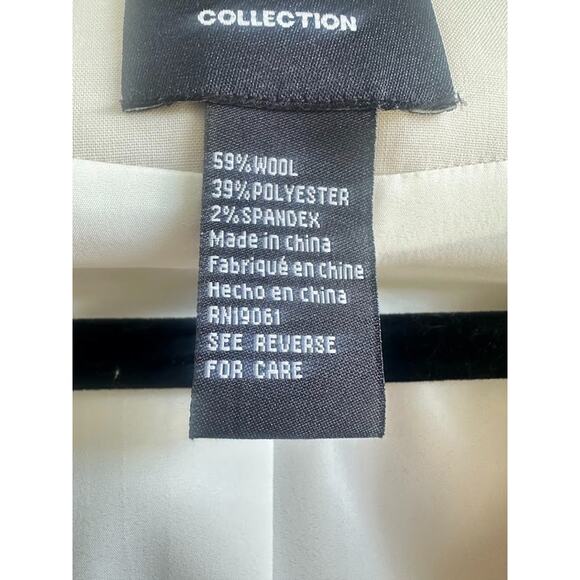 COLLECTION
59%WOOL
39%POLYESTER
2%SPANDEX
Made in china
Fabriqué en chine
Hecho en china
RN19061
SEE REVERSE
FOR CARE